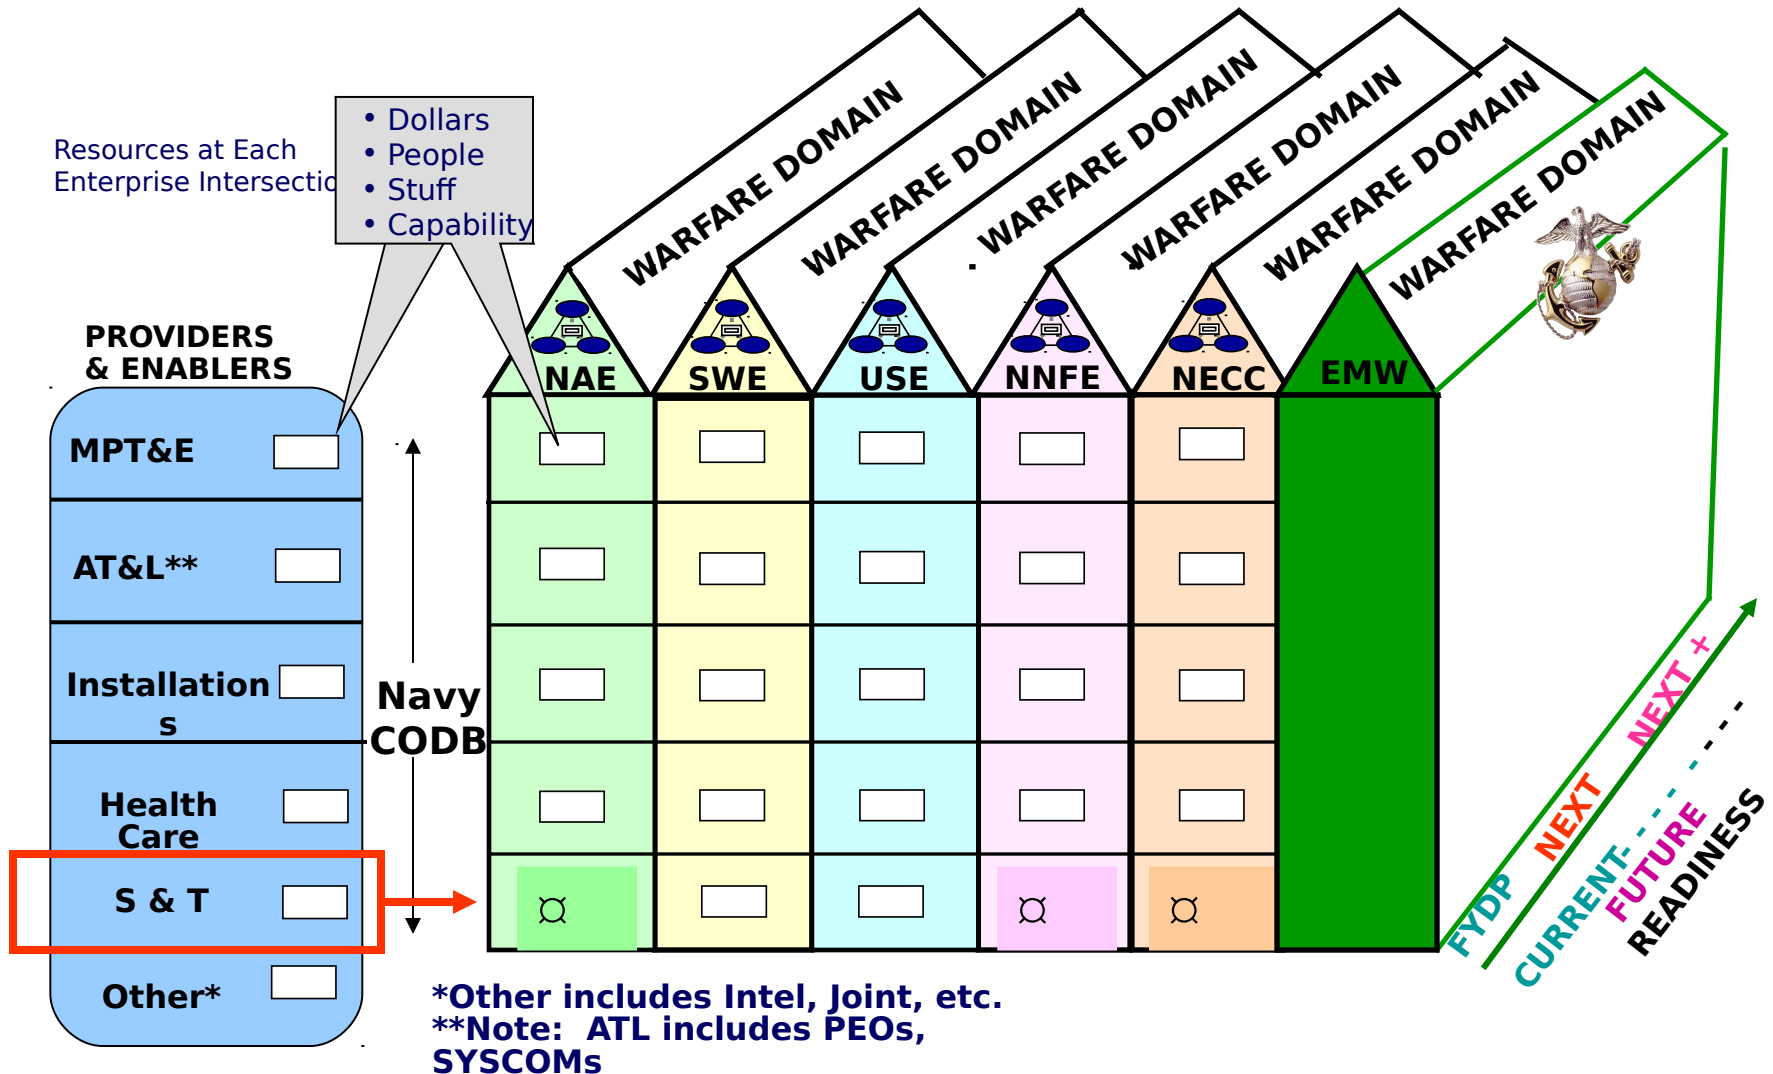 WARFARE DOMAIN
WARFARE DOMAIN
WARFARE DOMAIN
WARFARE DOMAIN
WARFARE DOMAIN
WARFARE DOMAIN
• Dollars
• People
• Stuff
• Capability
Resources at Each
Enterprise Intersectio
PROVIDERS
& ENABLERS
MPT&E
AT&L**
Installation
s
Health
Care
S & T
Other*
Navy
CODB
NAE
SWE
USE
NNFE
NECC
EMW
FYDP
NEXT
NEXT +
CURRENT- - - - - - - -
FUTURE
READINESS
*Other includes Intel, Joint, etc.
**Note: ATL includes PEOs,
SYSCOMs